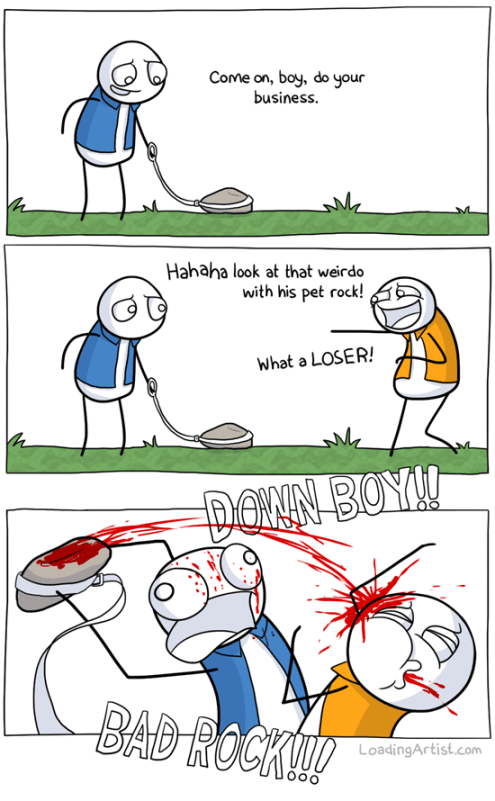 Come on, boy, do your
business.
Hahaha look at that weirdo
with his pet rock!
What a LOSER!
DOWN BOY!!
BAD ROCK!!!!
LoadingArtist.com